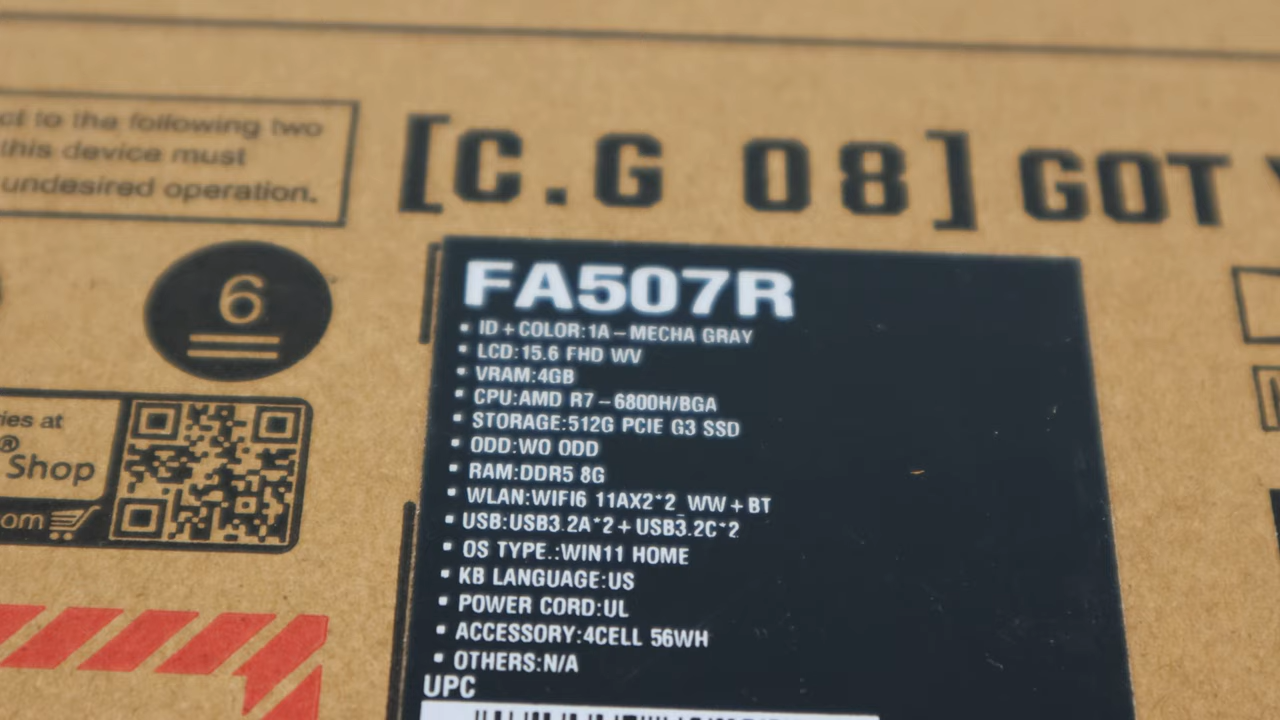 ct to the following two
this device must
undesired operation.
[C.G 08] GOT
6
ies at
® Shop
om
FA507R
▪ ID+COLOR:1A–MECHA GRAY
▪ LCD:15.6 FHD WV
▪ VRAM:4GB
▪ CPU:AMD R7–6800H/BGA
▪ STORAGE:512G PCIE G3 SSD
▪ ODD:WO ODD
▪ RAM:DDR5 8G
▪ WLAN:WIFI6 11AX2*2_WW+BT
▪ USB:USB3.2A*2+USB3.2C*2
▪ OS TYPE.:WIN11 HOME
▪ KB LANGUAGE:US
▪ POWER CORD:UL
▪ ACCESSORY:4CELL 56WH
▪ OTHERS:N/A
UPC